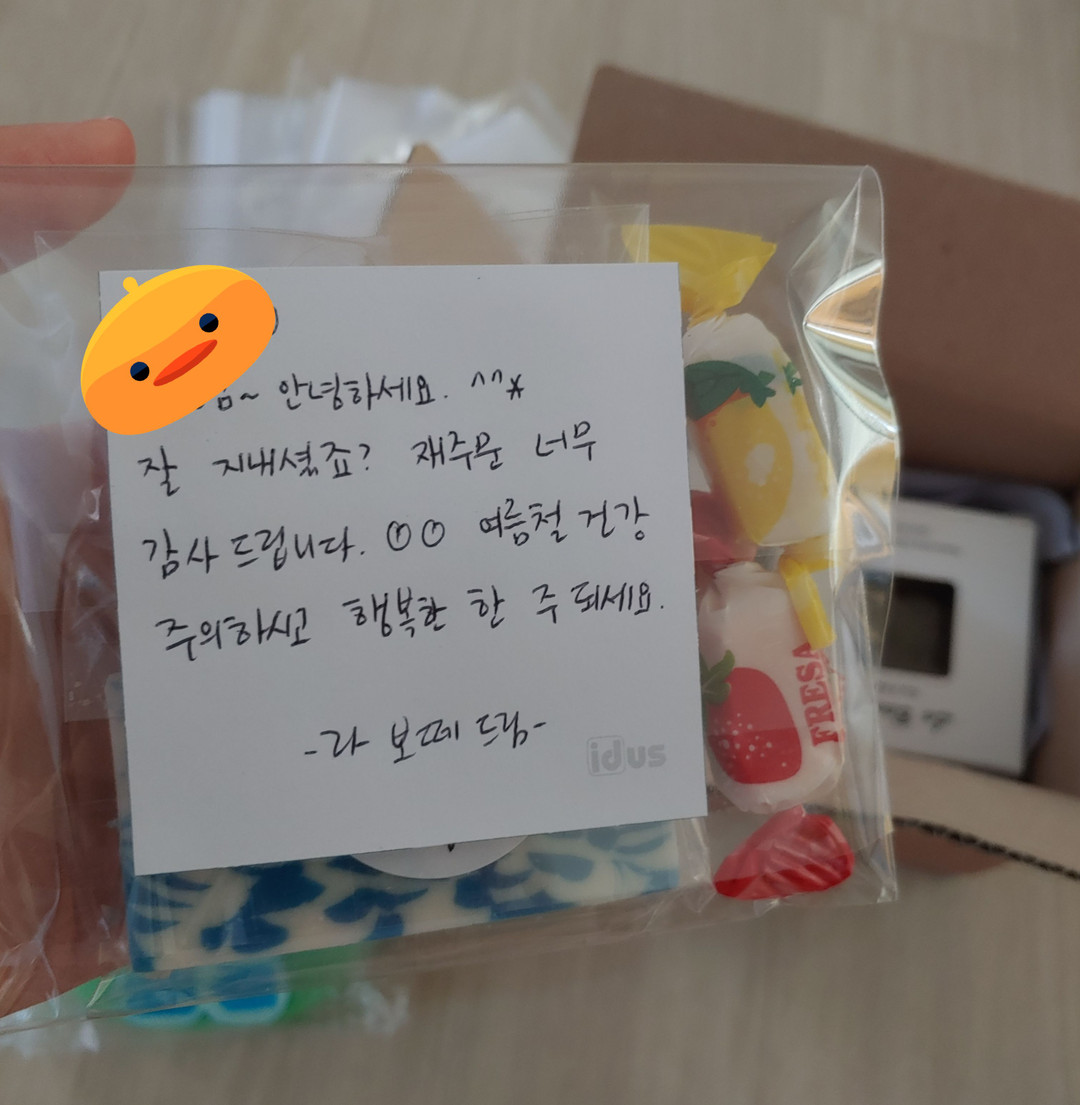 님~ 안녕하세요. ^^*
잘 지내셨죠? 재주문 너무
감사드립니다. ☺☺ 여름철 건강
주의하시고 행복한 한 주 되세요.
-라 보떼 드림-
idus
FRESA